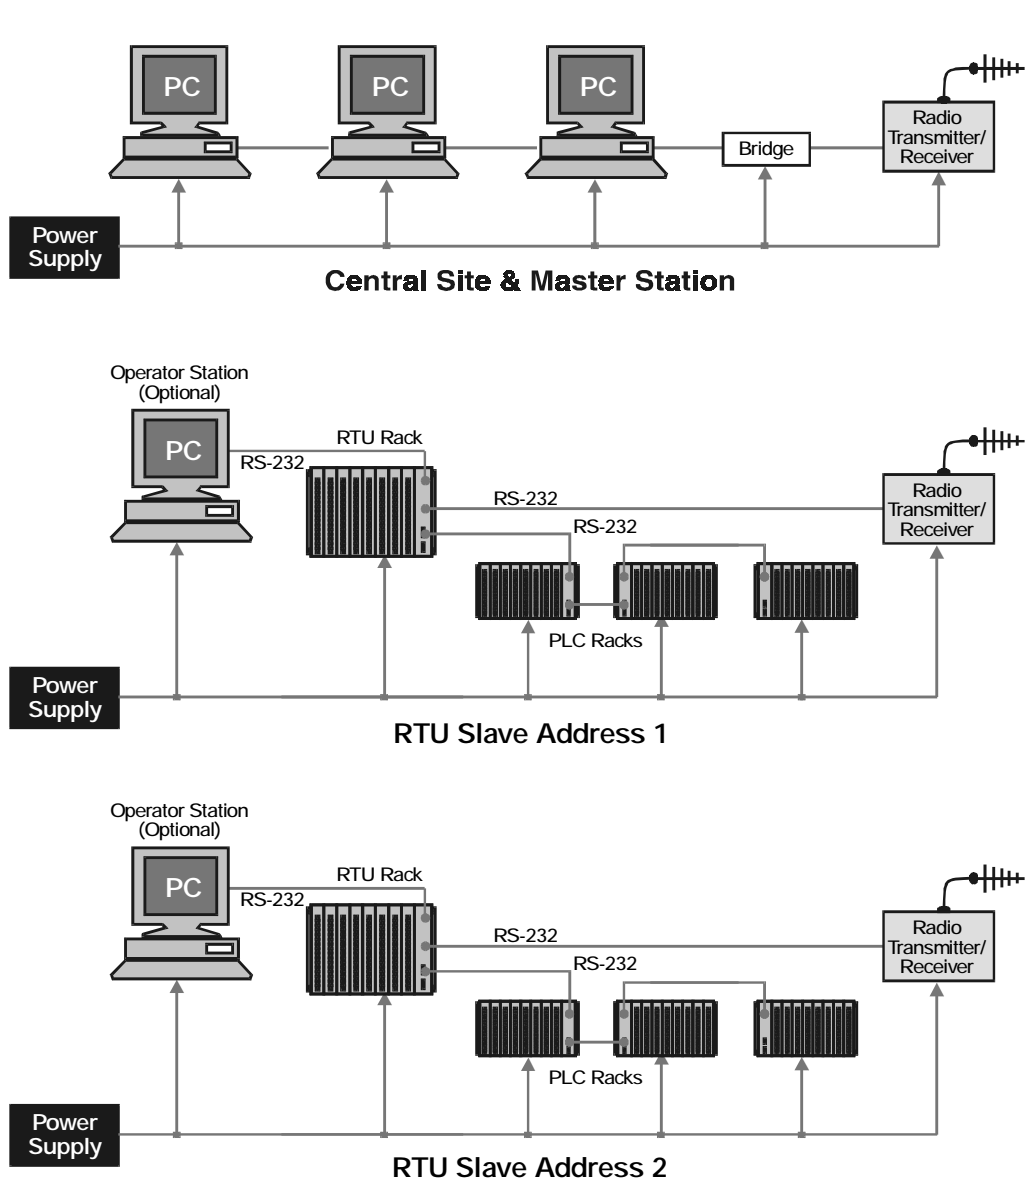 PC
PC
PC
Bridge
Radio
Transmitter/
Receiver
Power
Supply
Central Site & Master Station
Operator Station
(Optional)
PC
RS-232
RTU Rack
RS-232
RS-232
Radio
Transmitter/
Receiver
PLC Racks
Power
Supply
RTU Slave Address 1
Operator Station
(Optional)
PC
RS-232
RTU Rack
RS-232
RS-232
Radio
Transmitter/
Receiver
PLC Racks
Power
Supply
RTU Slave Address 2